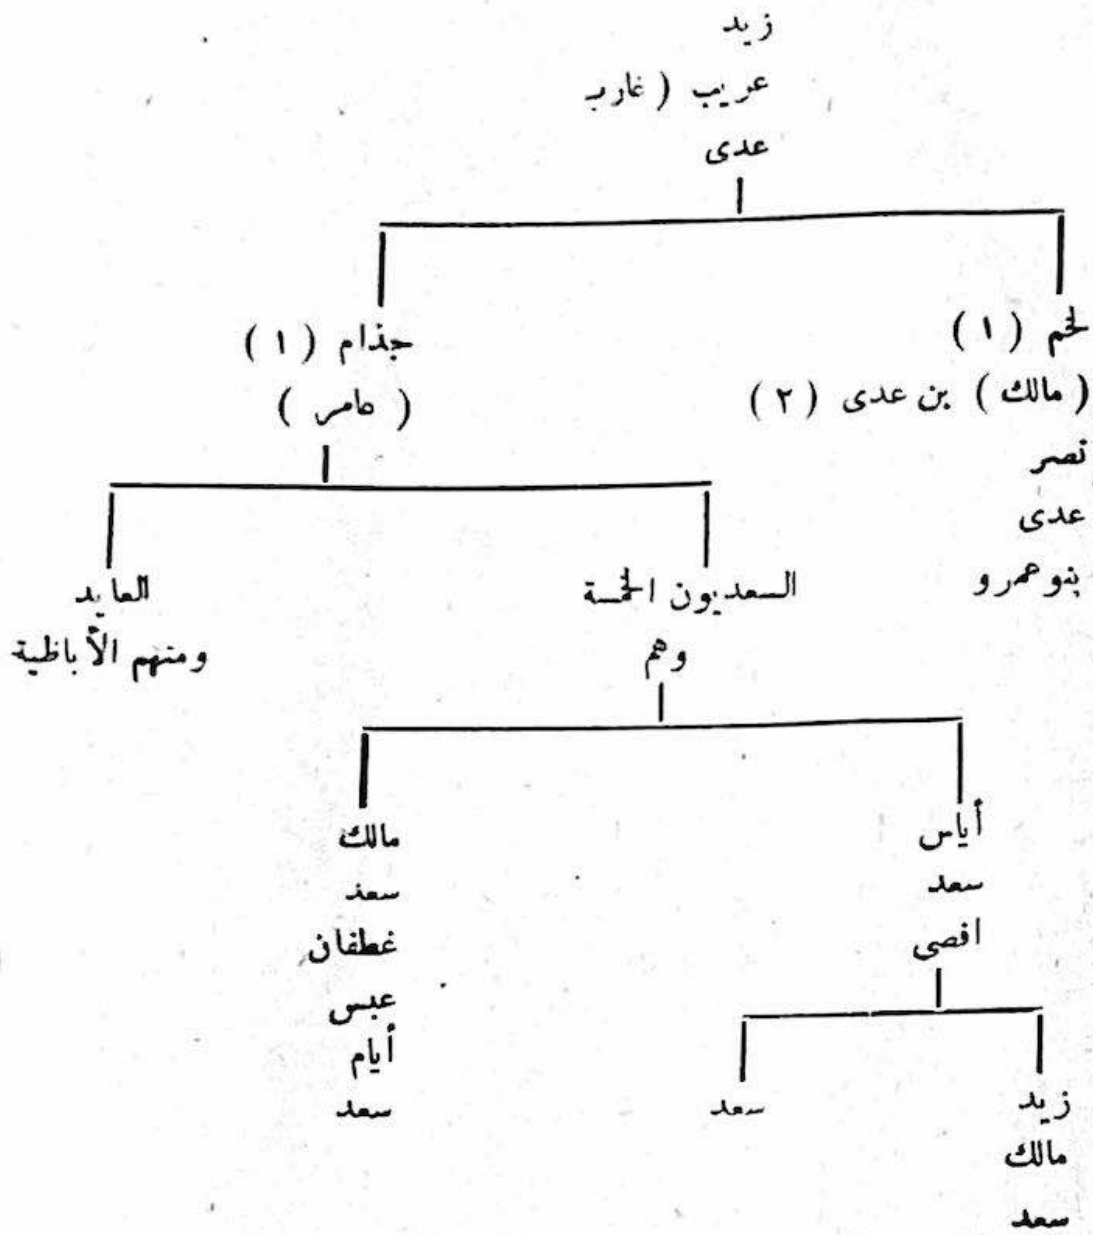 زيد
عريب ( غارب
عدى
لخم ( ١ )
( مالك ) بن عدى ( ٢ )
نصر
عدى
بنو عمرو
جذام ( ١ )
( عامر )
السعديون الخمسة
وهم
العايد
ومنهم الأباظية
أياس
سعد
افصى
مالك
سعد
غطفان
عبس
أيام
سعد
زيد
مالك
سعد
سعد